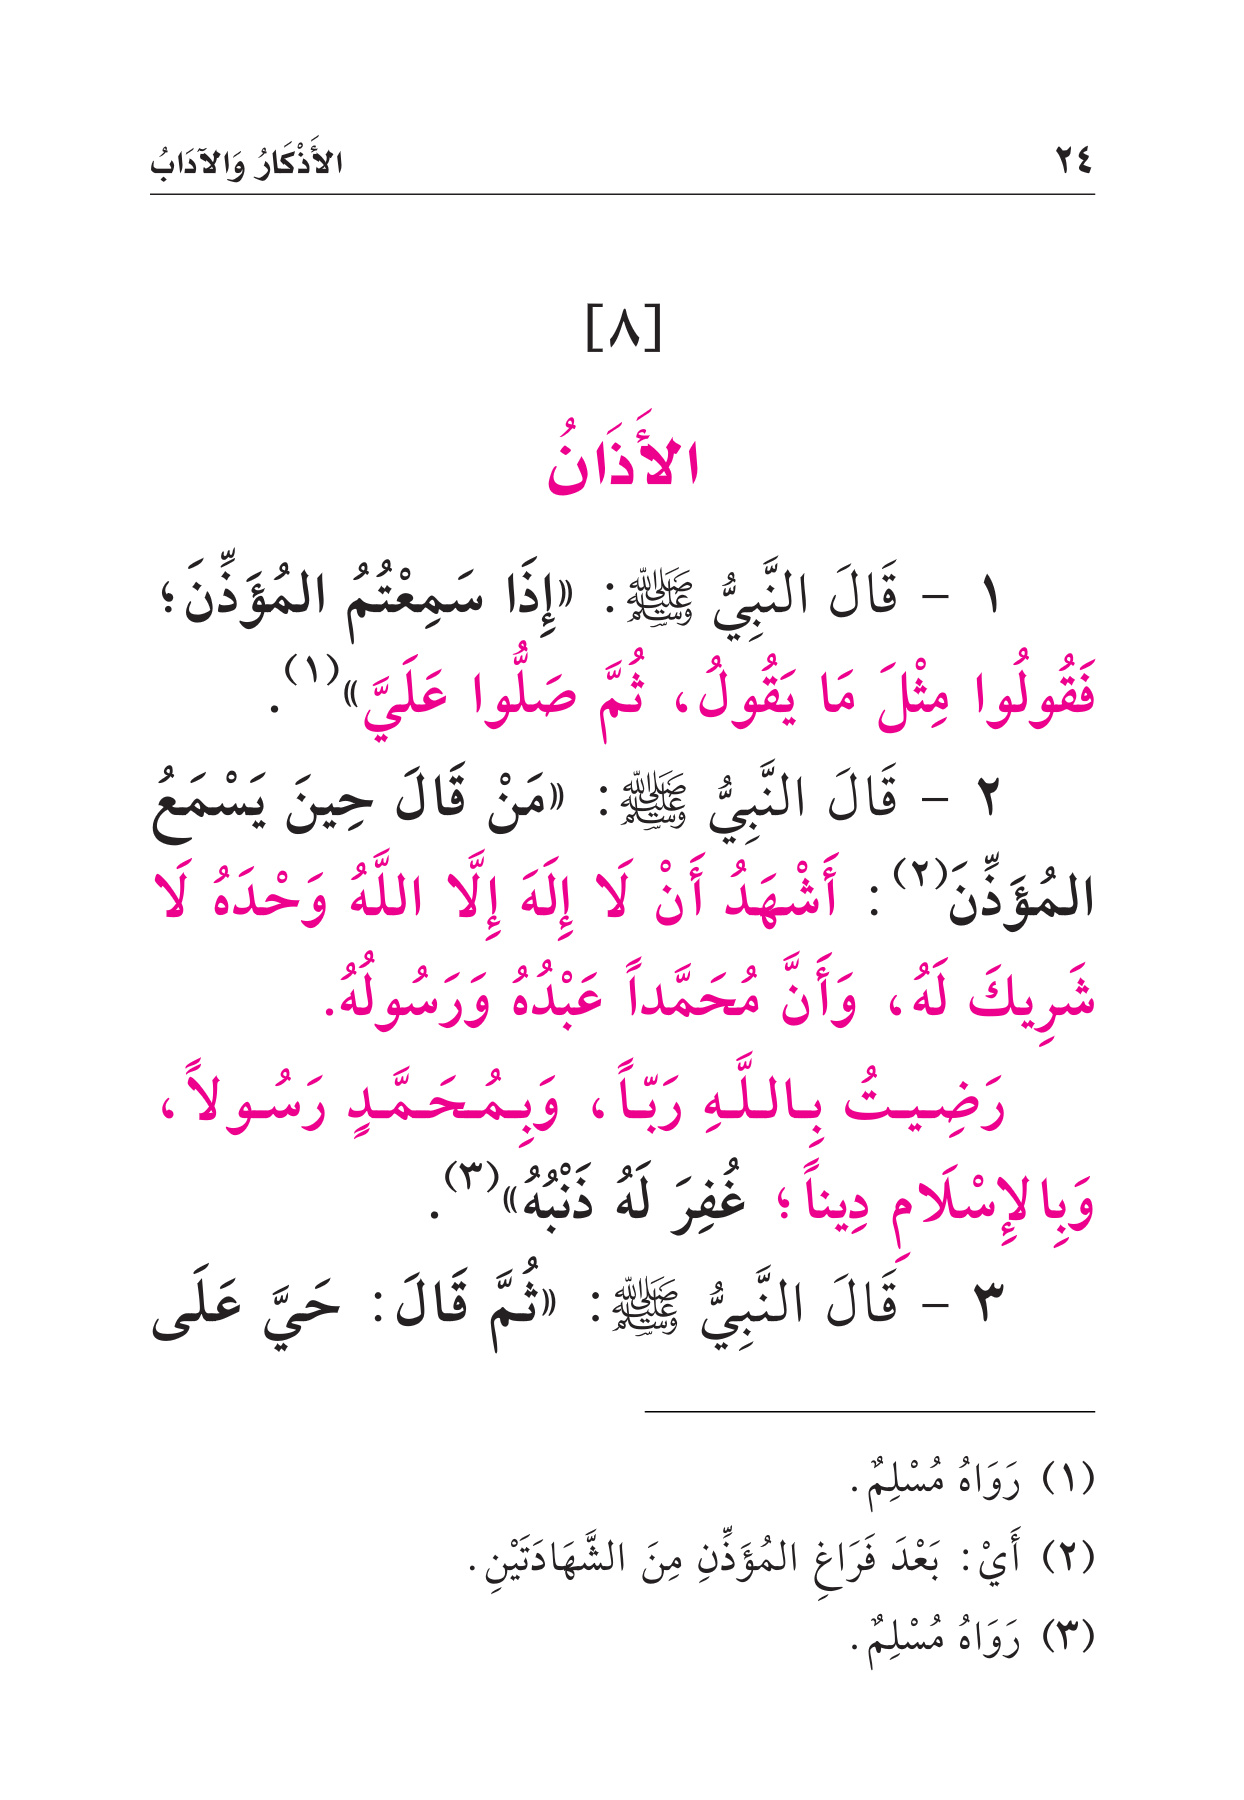 ٢٤ الأَذْكَارُ وَالآدَابُ
[٨]
الأَذَانُ
١ - قَالَ النَّبِيُّ ﷺ: «إِذَا سَمِعْتُمُ المُؤَذِّنَ؛
فَقُولُوا مِثْلَ مَا يَقُولُ، ثُمَّ صَلُّوا عَلَيَّ»(١).
٢ - قَالَ النَّبِيُّ ﷺ: «مَنْ قَالَ حِينَ يَسْمَعُ
المُؤَذِّنَ(٢): أَشْهَدُ أَنْ لَا إِلَهَ إِلَّا اللَّهُ وَحْدَهُ لَا
شَرِيكَ لَهُ، وَأَنَّ مُحَمَّداً عَبْدُهُ وَرَسُولُهُ.
رَضِيتُ بِاللَّهِ رَبّاً، وَبِمُحَمَّدٍ رَسُولاً،
وَبِالإِسْلَامِ دِيناً؛ غُفِرَ لَهُ ذَنْبُهُ»(٣).
٣ - قَالَ النَّبِيُّ ﷺ: «ثُمَّ قَالَ: حَيَّ عَلَى
(١) رَوَاهُ مُسْلِمٌ.
(٢) أَيْ: بَعْدَ فَرَاغِ المُؤَذِّنِ مِنَ الشَّهَادَتَيْنِ.
(٣) رَوَاهُ مُسْلِمٌ.